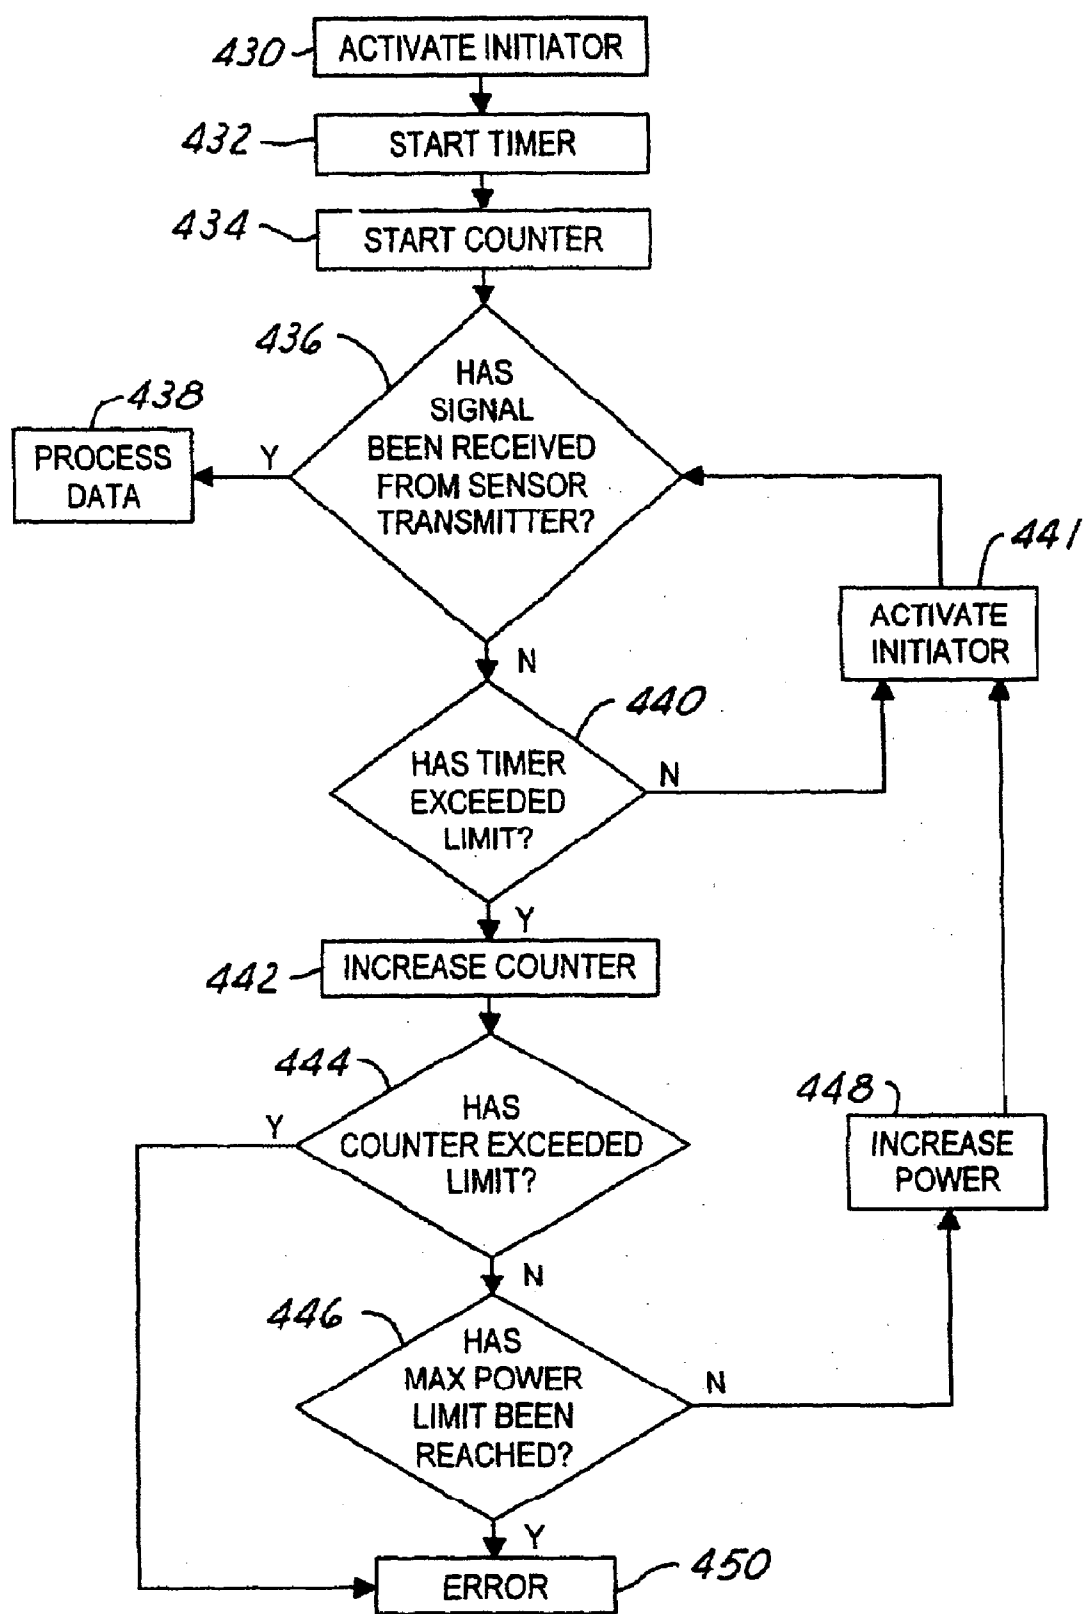 430
ACTIVATE INITIATOR
432
START TIMER
434
START COUNTER
436
HAS
SIGNAL
BEEN RECEIVED
FROM SENSOR
TRANSMITTER?
438
PROCESS
DATA
Y
N
441
ACTIVATE
INITIATOR
440
HAS TIMER
EXCEEDED
LIMIT?
N
Y
442
INCREASE COUNTER
444
HAS
COUNTER EXCEEDED
LIMIT?
Y
N
448
INCREASE
POWER
446
HAS
MAX POWER
LIMIT BEEN
REACHED?
N
Y
ERROR
450